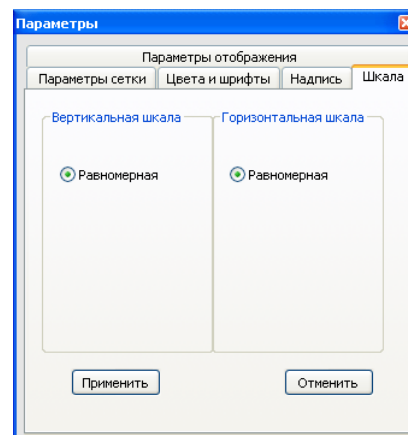 Параметры
Параметры отображения
Параметры сетки Цвета и шрифты Надпись Шкала
Вертикальная шкала Горизонтальная шкала
Равномерная Равномерная
Применить Отменить